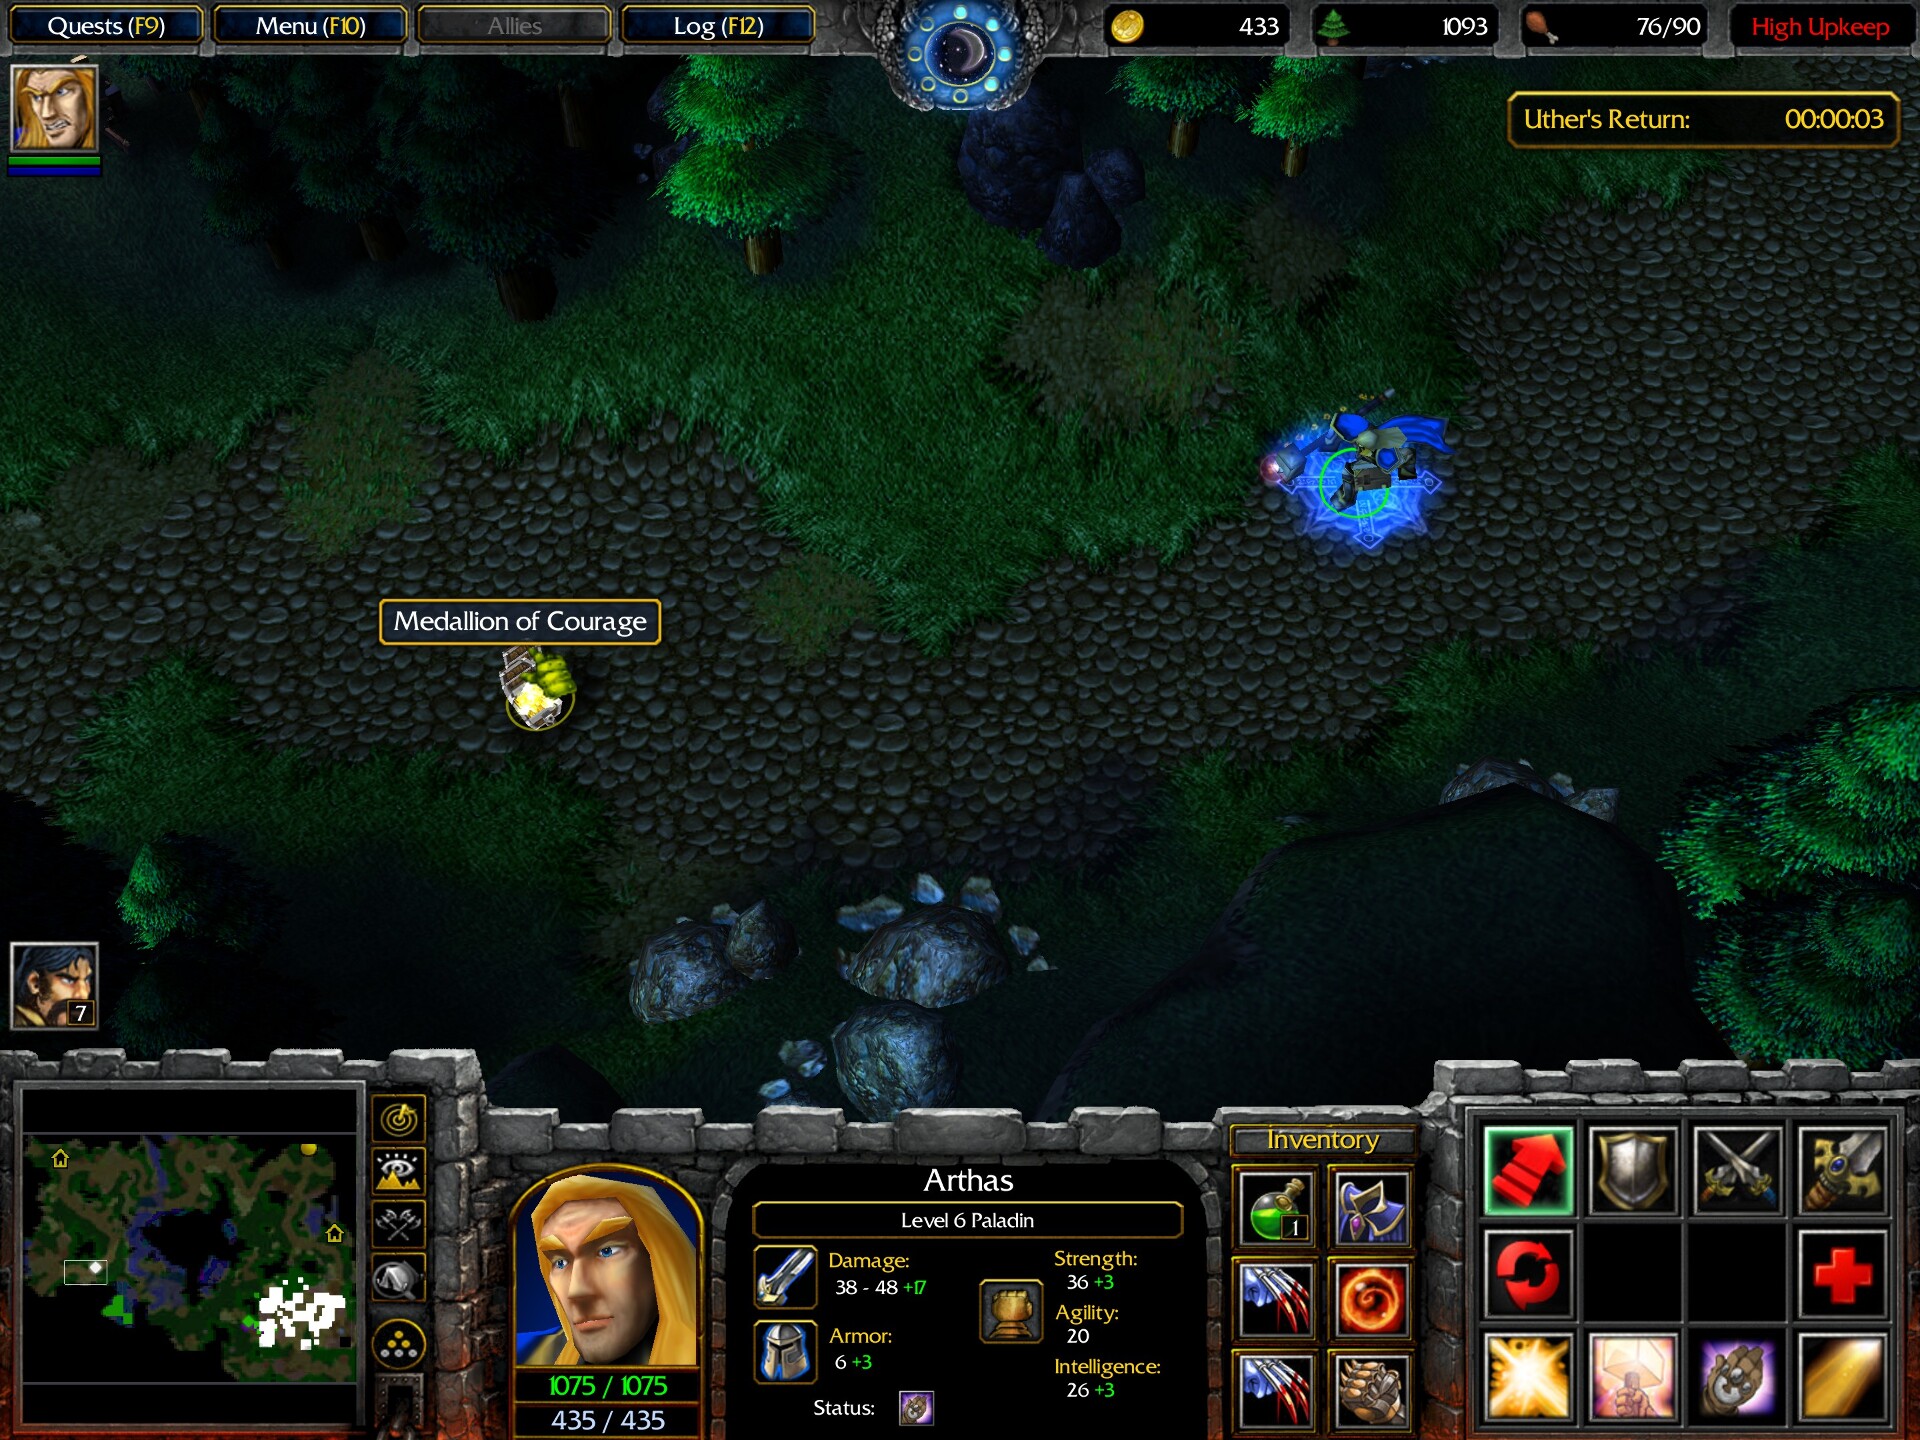 Quests (F9)
Menu (F10)
Allies
Log (F12)
433
1093
76/90
High Upkeep
Uther's Return: 00:00:03
Medallion of Courage
7
Inventory
1
Arthas
Level 6 Paladin
Damage:
38 - 48 +17
Armor:
6 +3
Status:
Strength:
36 +3
Agility:
20
Intelligence:
26 +3
1075 / 1075
435 / 435